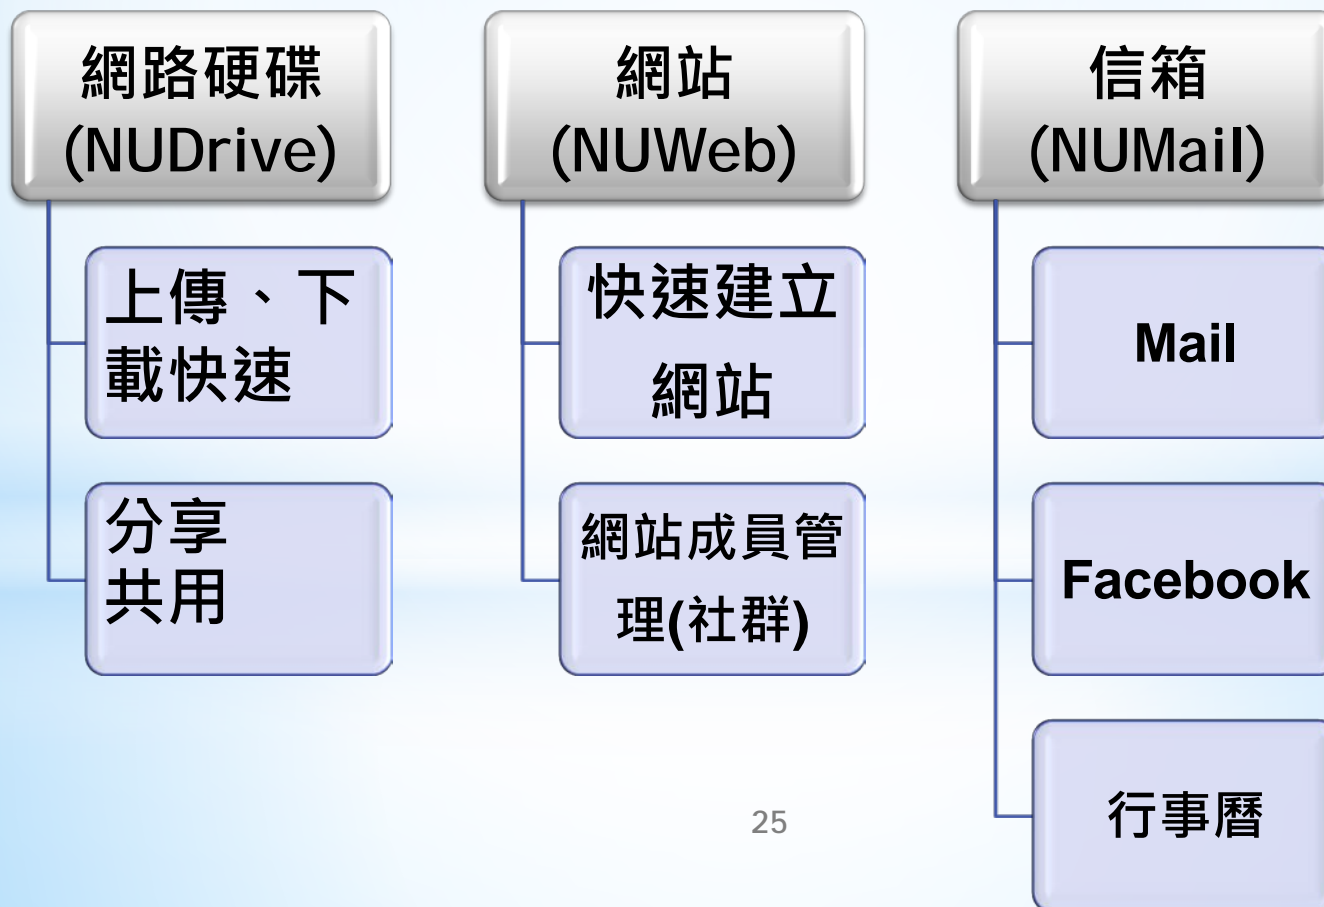 網路硬碟
(NUDrive)
上傳、下
載快速
分享
共用
網站
(NUWeb)
快速建立
網站
網站成員管
理(社群)
信箱
(NUMail)
Mail
Facebook
行事曆
25